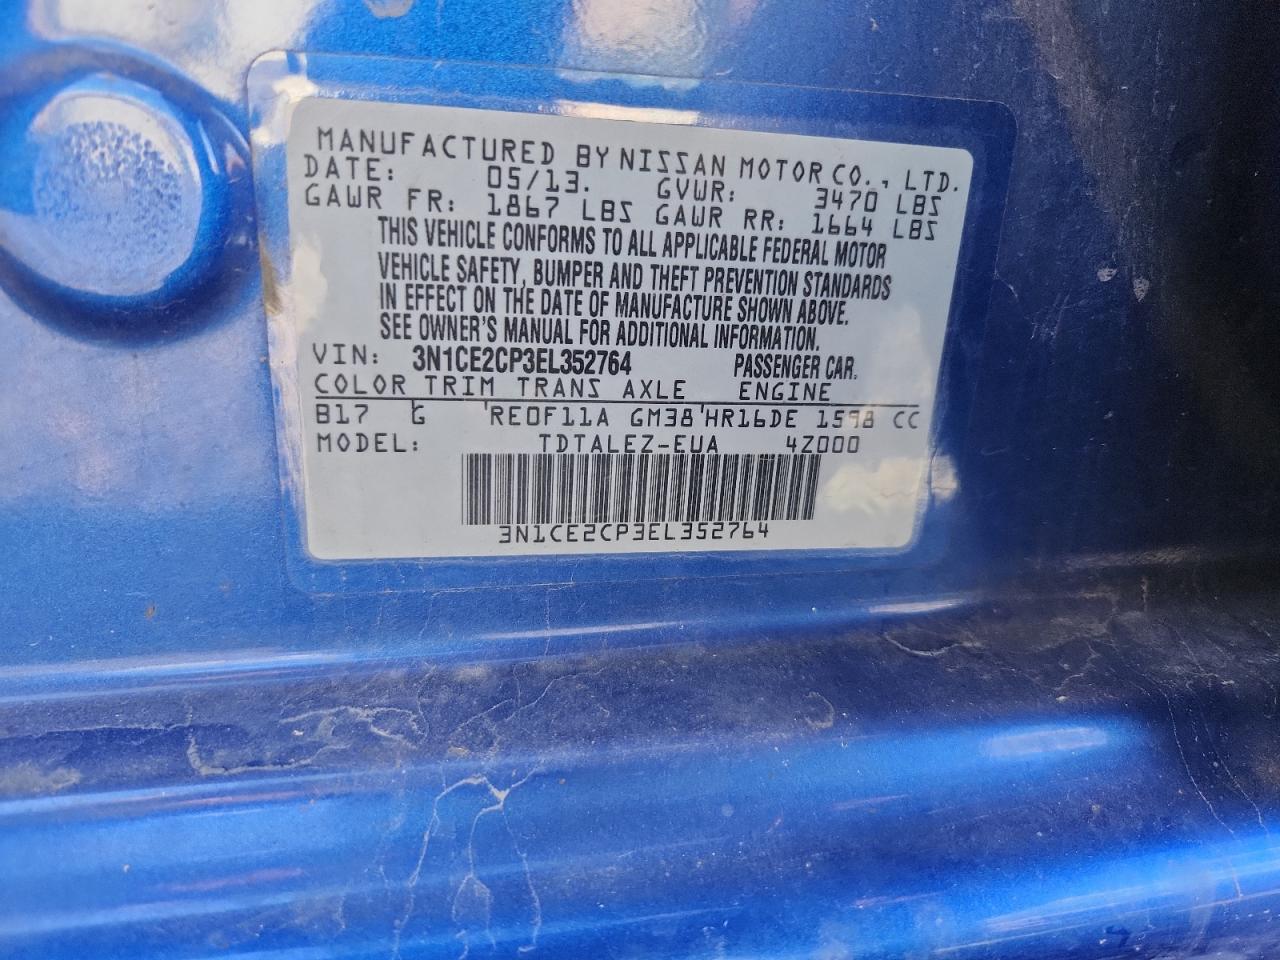 MANUFACTURED BY NISSAN MOTOR CO., LTD.
DATE: 05/13. GVWR: 3470 LBS
GAWR FR: 1867 LBS GAWR RR: 1664 LBS
THIS VEHICLE CONFORMS TO ALL APPLICABLE FEDERAL MOTOR
VEHICLE SAFETY, BUMPER AND THEFT PREVENTION STANDARDS
IN EFFECT ON THE DATE OF MANUFACTURE SHOWN ABOVE.
SEE OWNER'S MANUAL FOR ADDITIONAL INFORMATION.
VIN: 3N1CE2CP3EL352764 PASSENGER CAR.
COLOR TRIM TRANS AXLE ENGINE
B17 G 'RE0F11A GM38'HR16DE 1598 CC
MODEL: TDTALEZ-EUA 4Z000
3N1CE2CP3EL352764